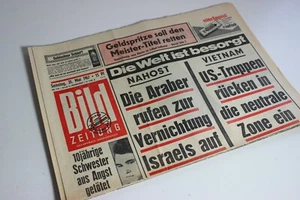 Geldspritze soll den
Meister-Titel retten
Die Welt ist besorgt
Bild
ZEITUNG
NAHOST
Die Araber
rufen zur
Vernichtung
Israels auf
VIETNAM
US-Truppen
rücken in
die neutrale
Zone ein
10jährige
Schwester
aus Angst
getötet